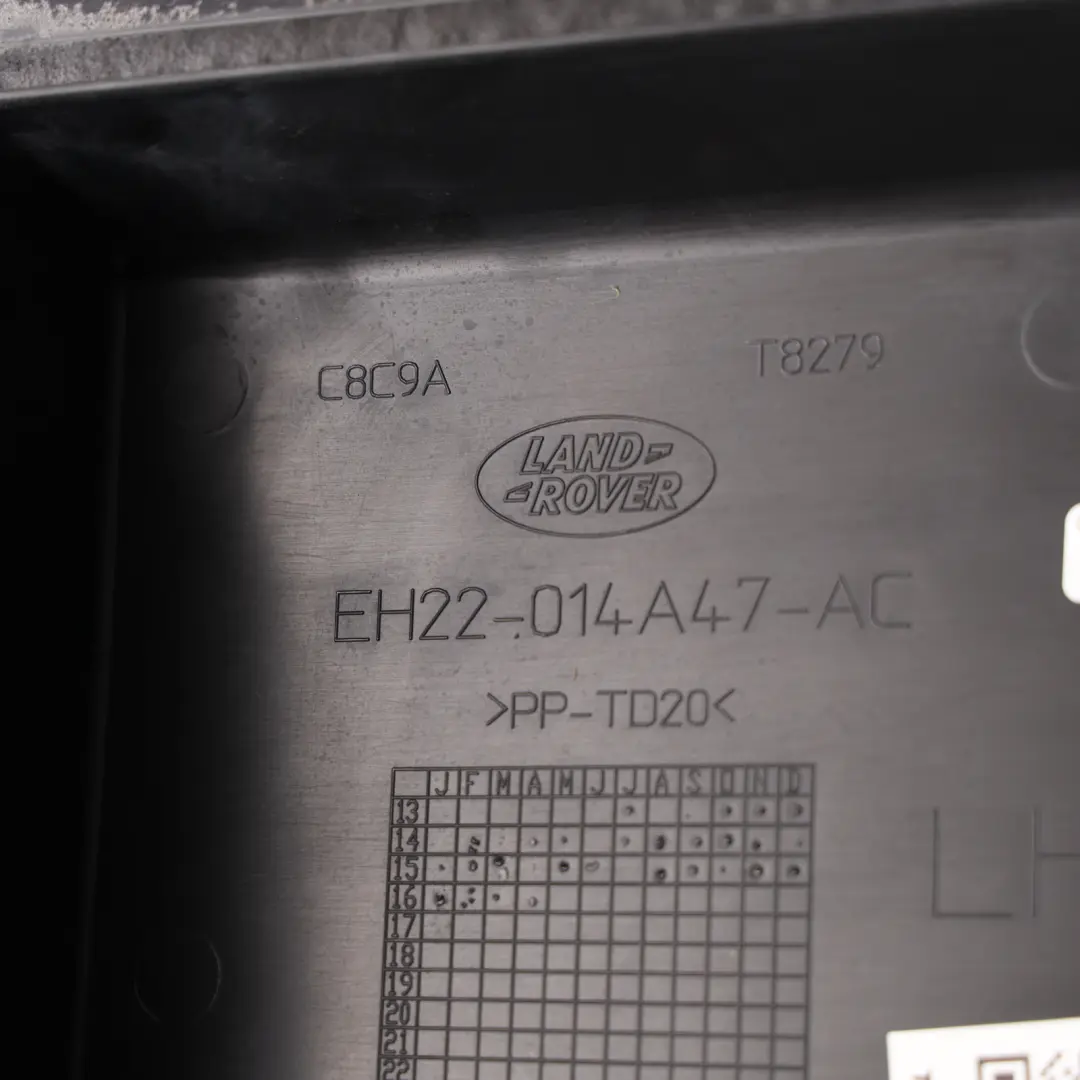 C8C9A
T8279
LAND-
-ROVER
EH22-014A47-AC
>PP-TD20<
J F M A M J J A S O N D
13
14
15
16
17
18
19
20
21
22
LH